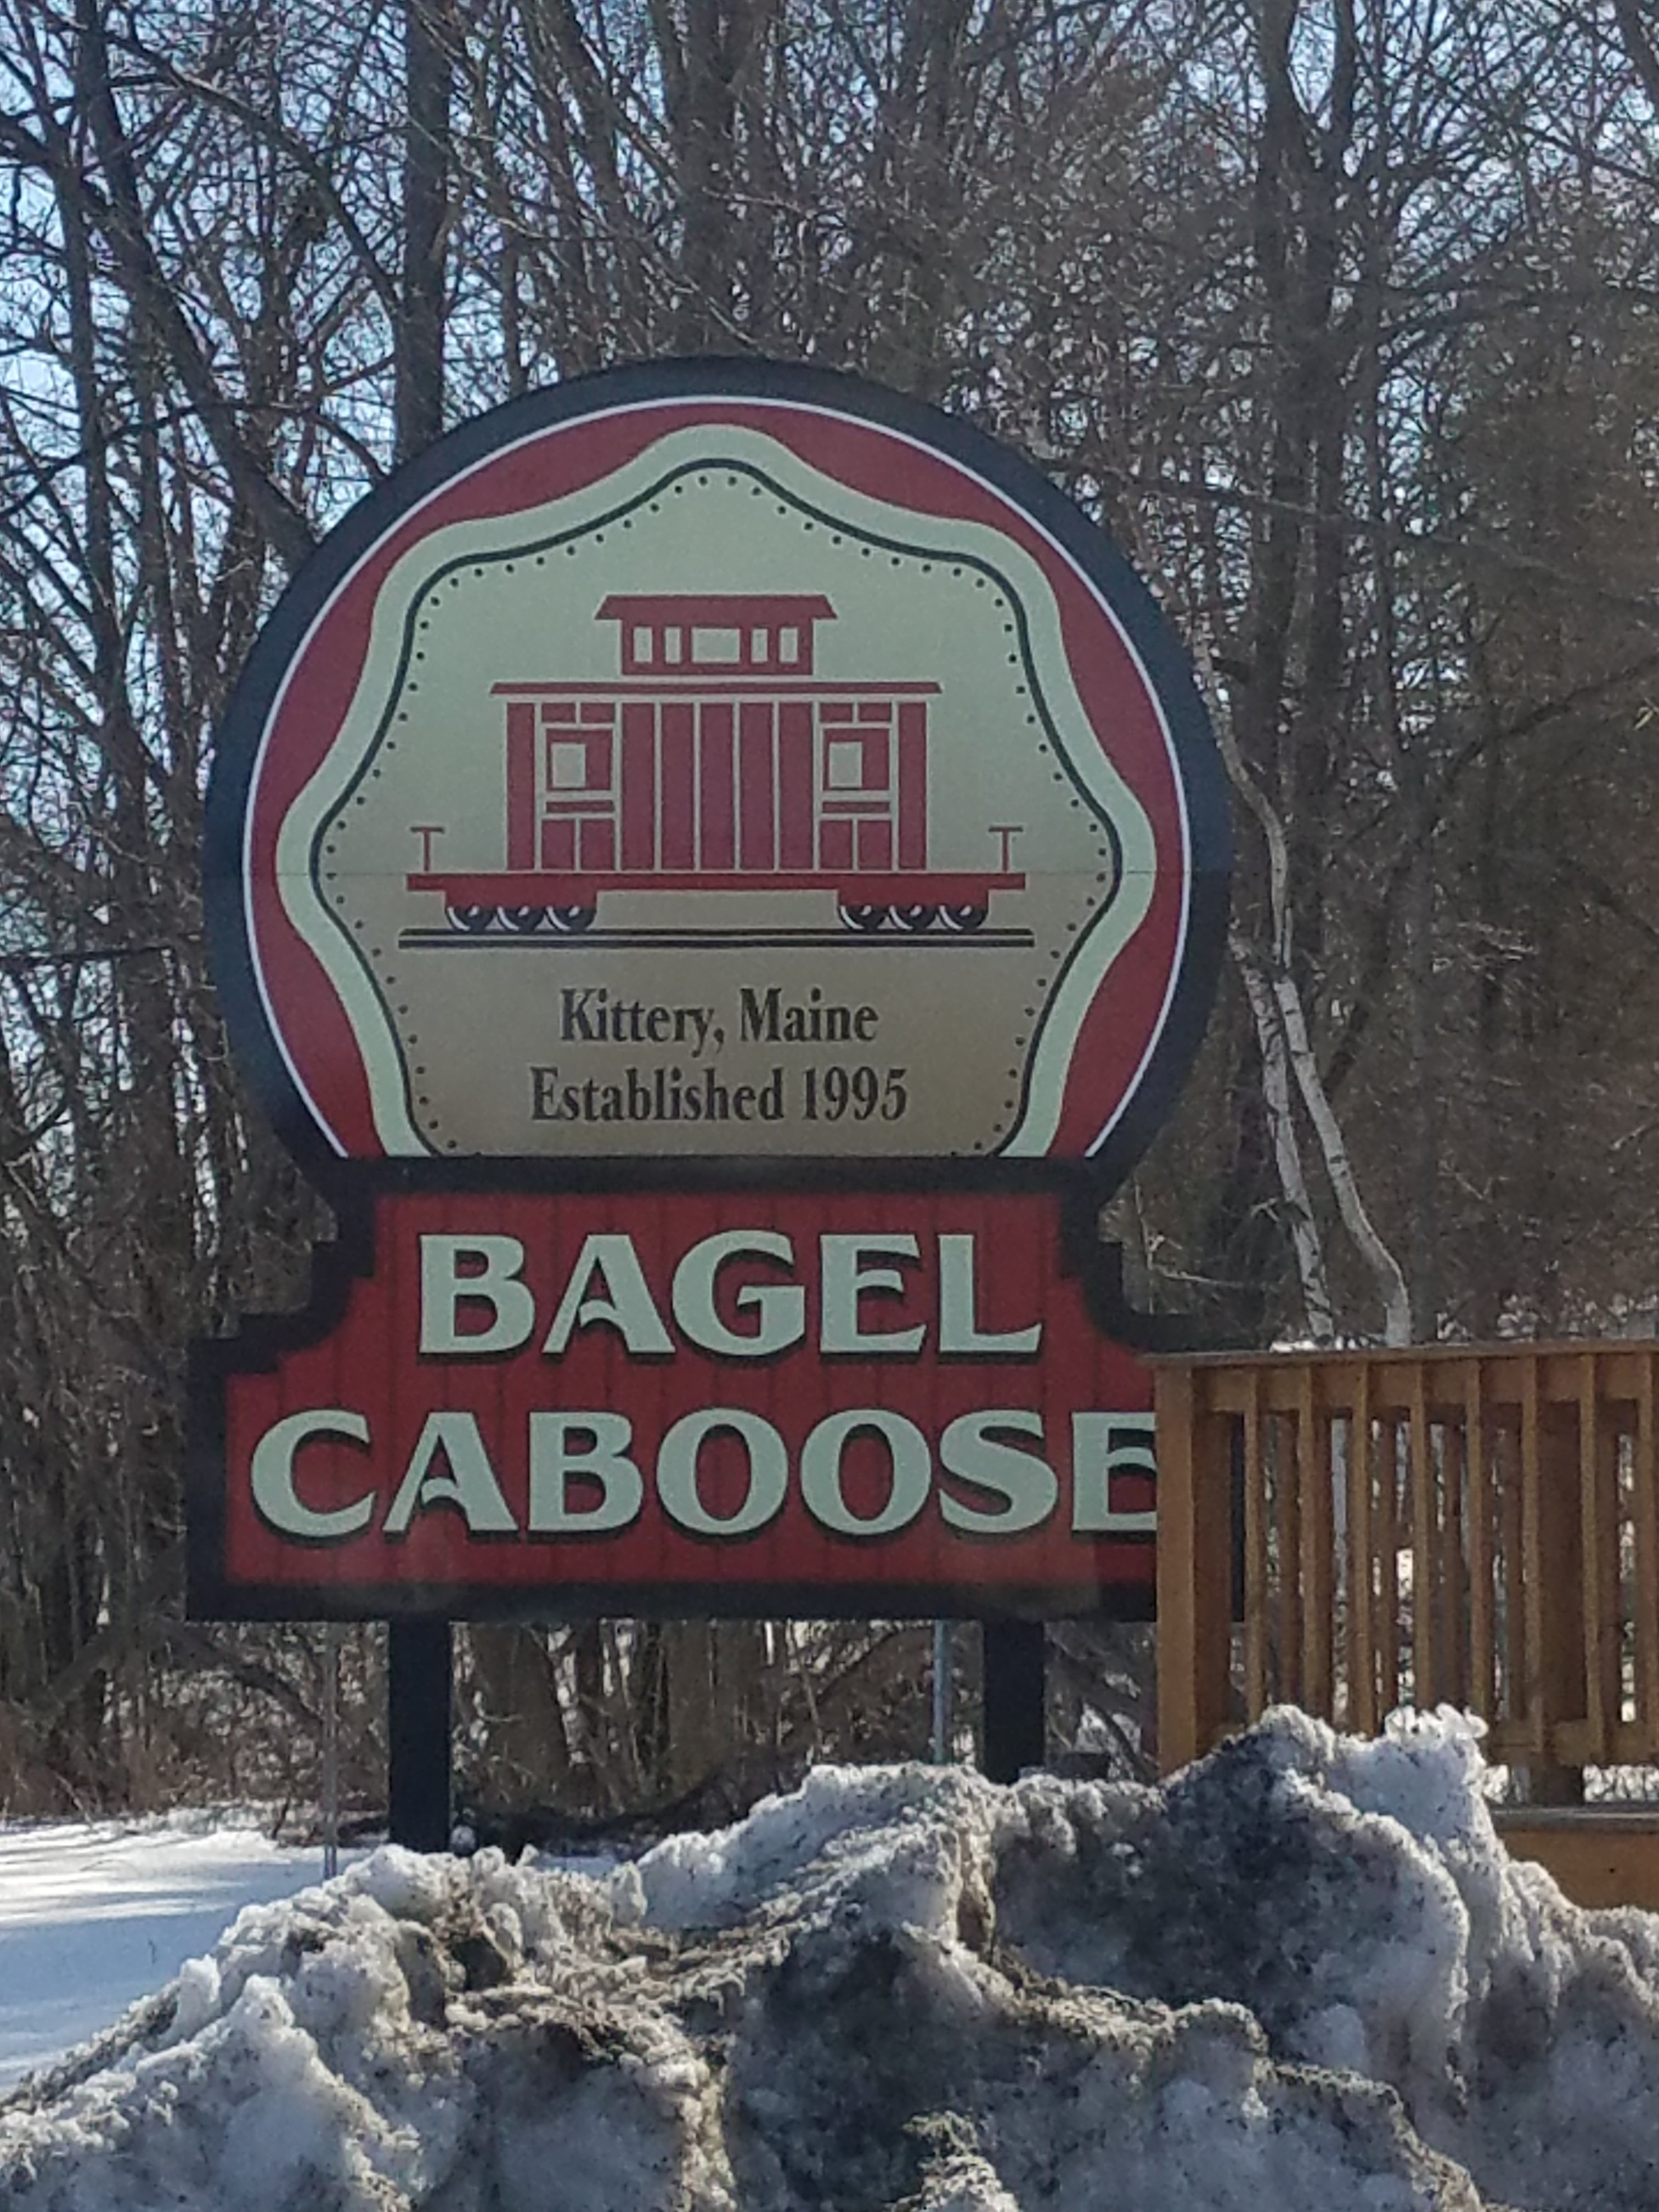 Kittery, Maine
Established 1995
BAGEL
CABOOSE